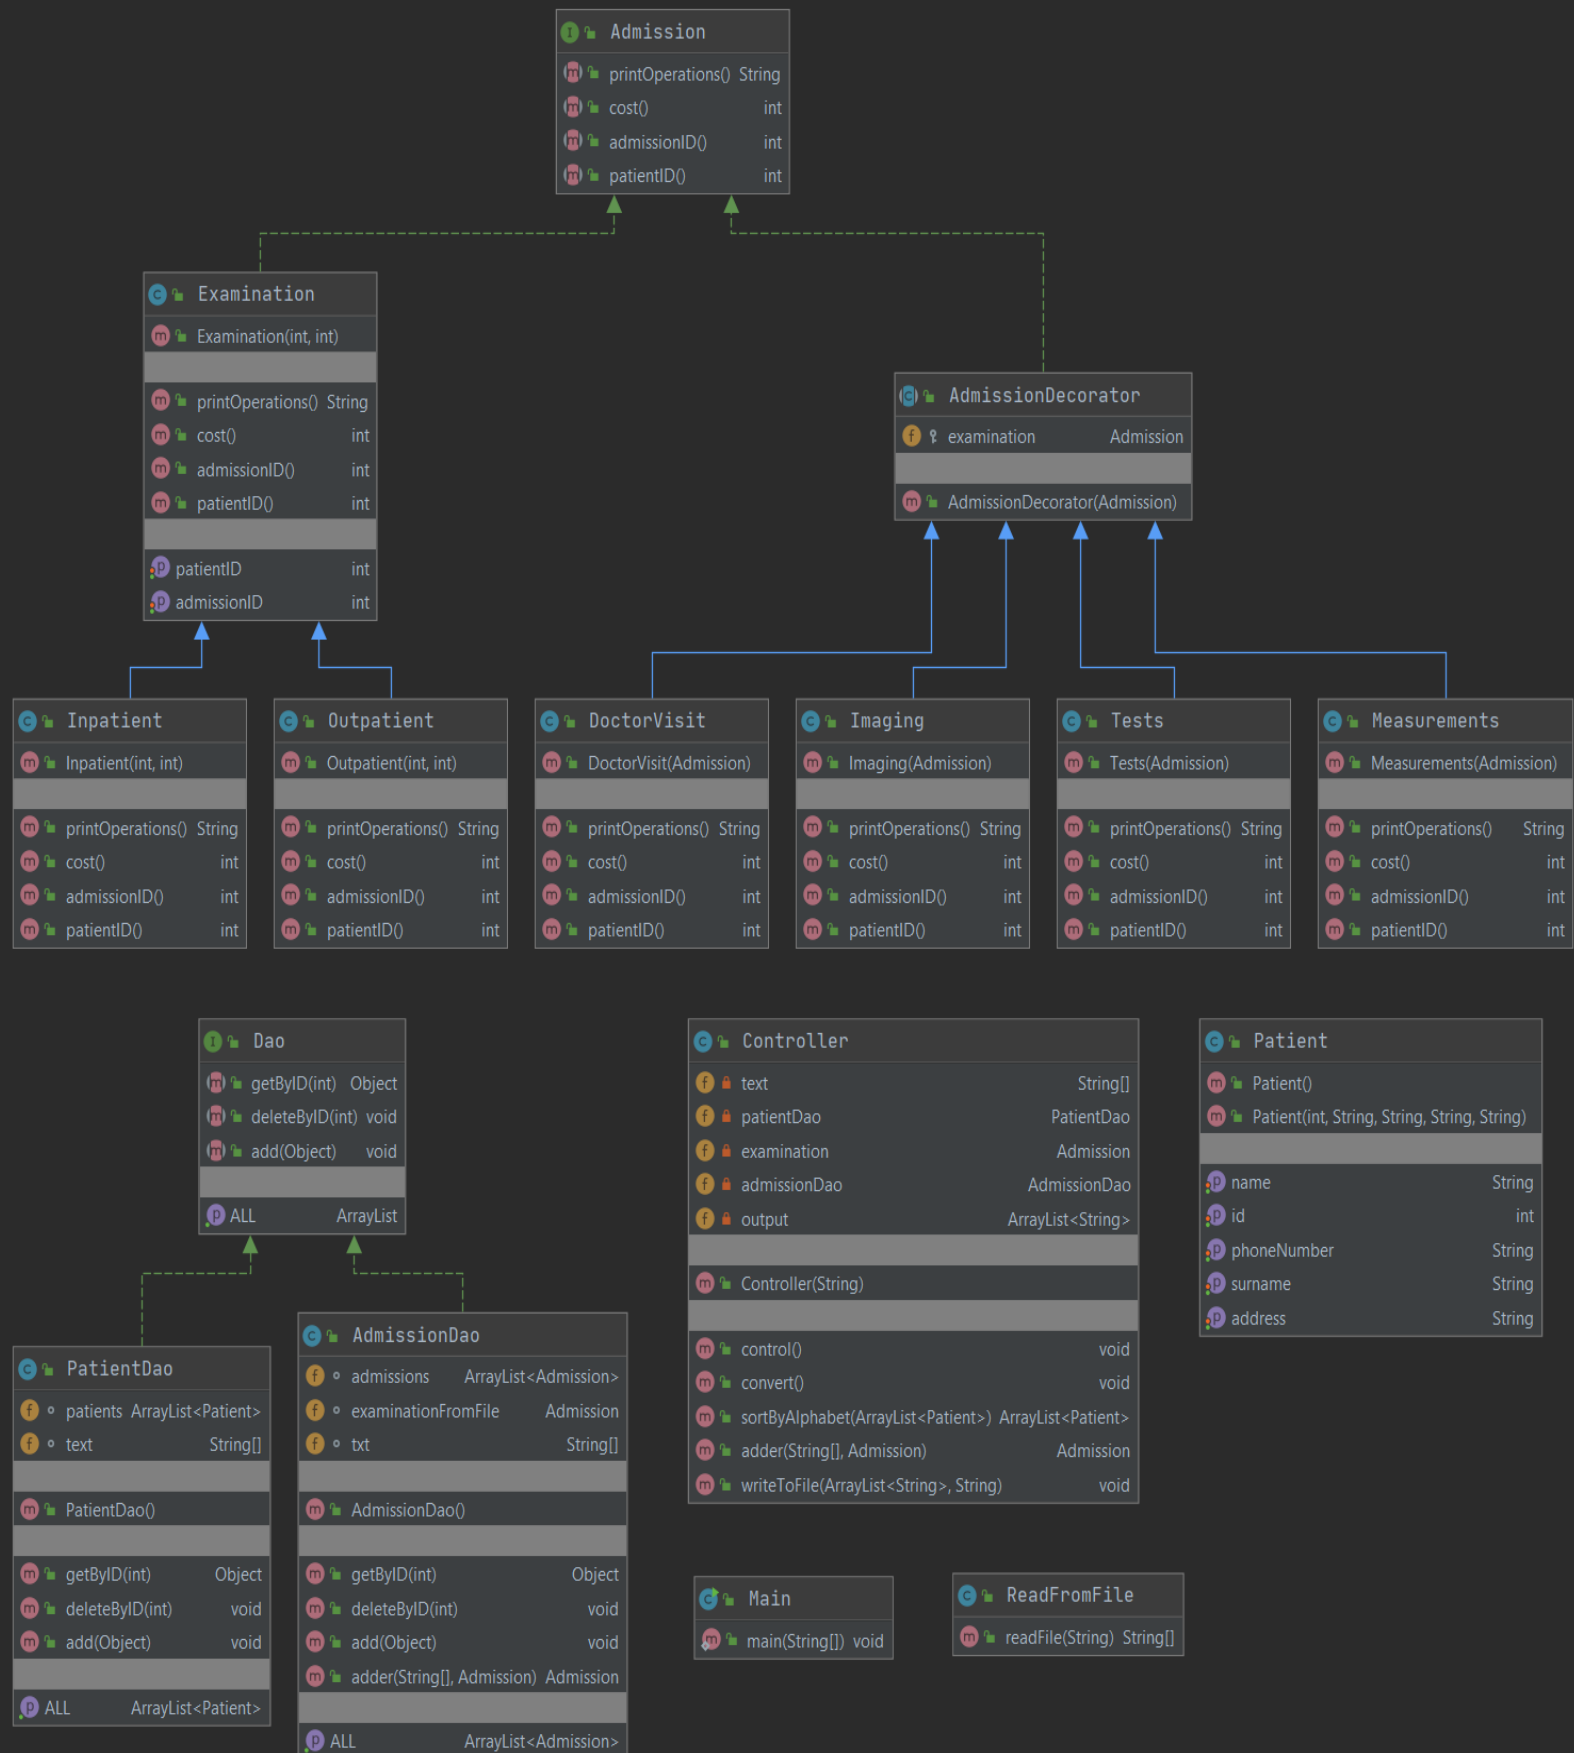 Admission
printOperations() String
cost() int
admissionID() int
patientID() int
Examination
Examination(int, int)
printOperations() String
cost() int
admissionID() int
patientID() int
patientID int
admissionID int
AdmissionDecorator
examination Admission
AdmissionDecorator(Admission)
Inpatient
Inpatient(int, int)
printOperations() String
cost() int
admissionID() int
patientID() int
Outpatient
Outpatient(int, int)
printOperations() String
cost() int
admissionID() int
patientID() int
DoctorVisit
DoctorVisit(Admission)
printOperations() String
cost() int
admissionID() int
patientID() int
Imaging
Imaging(Admission)
printOperations() String
cost() int
admissionID() int
patientID() int
Tests
Tests(Admission)
printOperations() String
cost() int
admissionID() int
patientID() int
Measurements
Measurements(Admission)
printOperations() String
cost() int
admissionID() int
patientID() int
Dao
getByID(int) Object
deleteByID(int) void
add(Object) void
ALL ArrayList
Controller
text String[]
patientDao PatientDao
examination Admission
admissionDao AdmissionDao
output ArrayList<String>
Controller(String)
control() void
convert() void
sortByAlphabet(ArrayList<Patient>) ArrayList<Patient>
adder(String[], Admission) Admission
writeToFile(ArrayList<String>, String) void
Patient
Patient()
Patient(int, String, String, String, String)
name String
id int
phoneNumber String
surname String
address String
PatientDao
patients ArrayList<Patient>
text String[]
PatientDao()
getByID(int) Object
deleteByID(int) void
add(Object) void
ALL ArrayList<Patient>
AdmissionDao
admissions ArrayList<Admission>
examinationFromFile Admission
txt String[]
AdmissionDao()
getByID(int) Object
deleteByID(int) void
add(Object) void
adder(String[], Admission) Admission
ALL ArrayList<Admission>
Main
main(String[]) void
ReadFromFile
readFile(String) String[]